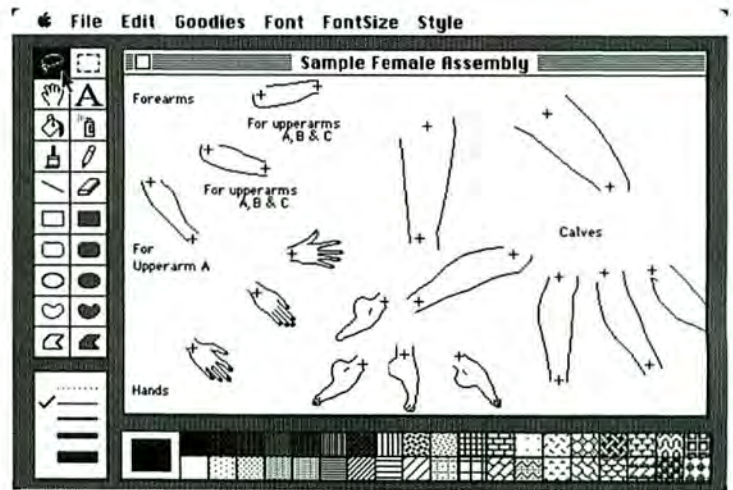 File Edit Goodies Font FontSize Style
Sample Female Assembly
Forearms
For upperarms
A,B & C
For upperarms
A,B & C
For
Upperarm A
Calves
Hands
A